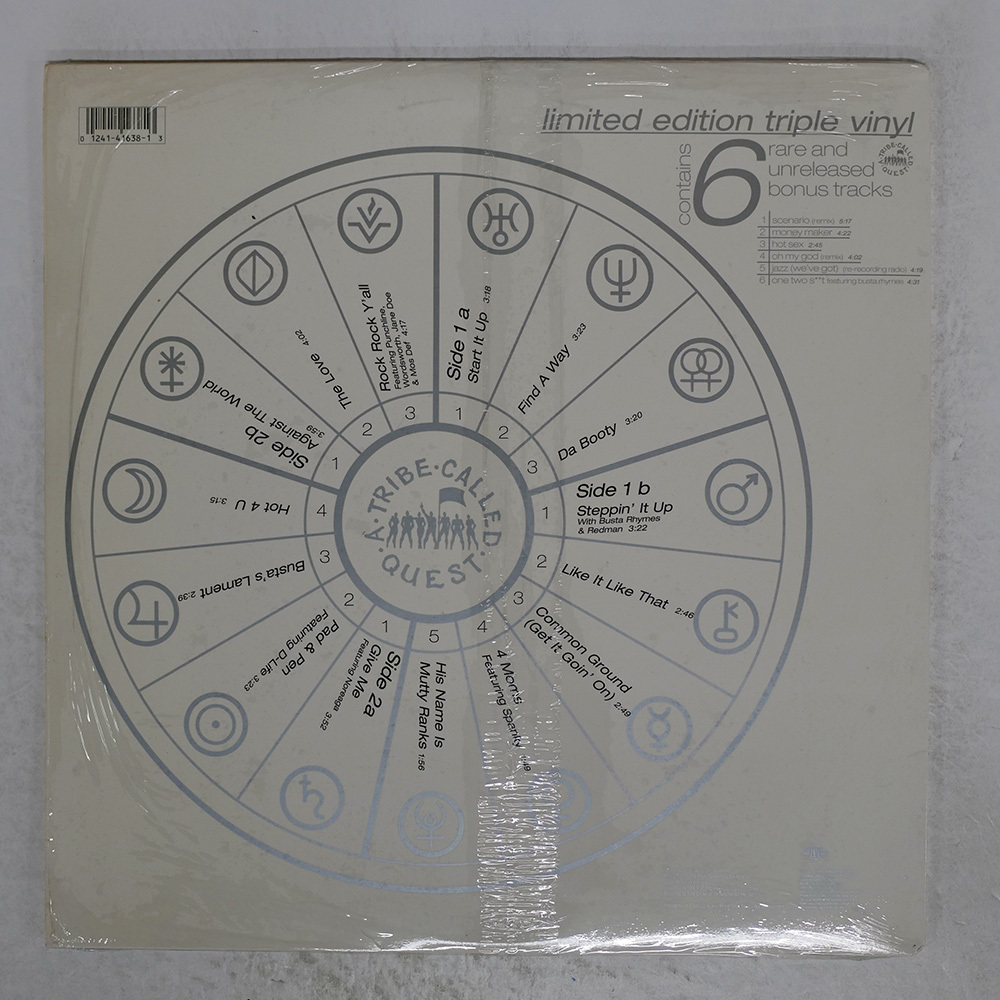 0 1241-41638-1 3
limited edition triple vinyl
contains
6
rare and
unreleased
bonus tracks
A·TRIBE·CALLED
QUEST
1 scenario (remix) 5:17
2 money maker 4:22
3 hot sex 2:45
4 oh my god (remix) 4:02
5 jazz (we've got) (re-recording radio) 4:19
6 one two s**t featuring busta rhymes 4:31
Side 1 a
1
Start It Up 3:18
2
Find A Way 3:23
3
Da Booty 3:20
Side 1 b
1
Steppin' It Up
With Busta Rhymes
& Redman 3:22
2
Like It Like That 2:46
3
Common Ground
(Get It Goin' On) 2:49
4
4 Moms
Featuring Spanky
5
His Name Is
Mutty Ranks 1:56
Side 2a
1
Give Me
Featuring Noreaga 3:52
2
Pad & Pen
Featuring D-Life 3:23
3
Busta's Lament 2:39
4
Hot 4 U 3:15
Side 2b
1
Against The World
3:59
2
The Love 4:02
3
Rock Rock Y'all
Featuring Punchline,
Wordsworth, Jane Doe
& Mos Def 4:17
A·TRIBE·CALLED
·QUEST·